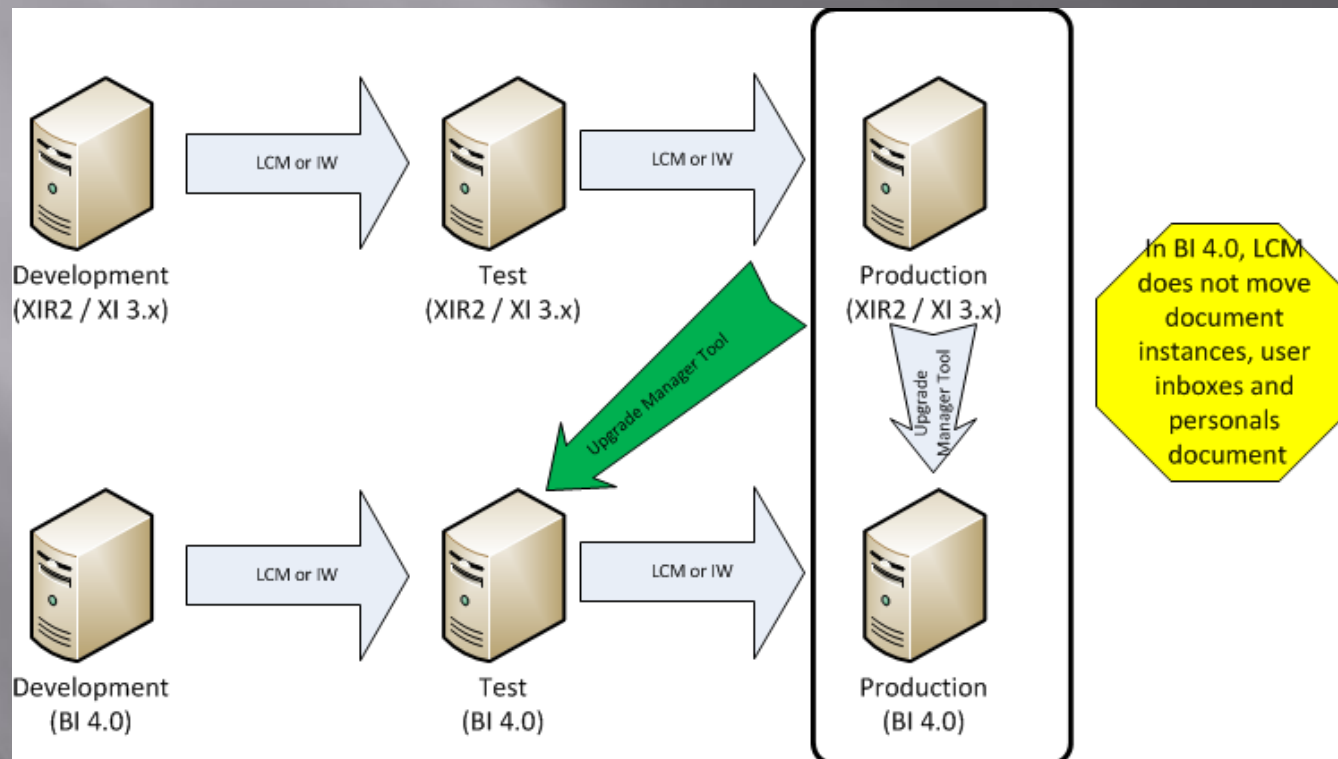 LCM or IW
LCM or IW
Development
(XIR2 / XI 3.x)
Test
(XIR2 / XI 3.x)
Production
(XIR2 / XI 3.x)
In BI 4.0, LCM
does not move
document
instances, user
inboxes and
personals
document
Upgrade Manager Tool
Upgrade
Manager Tool
LCM or IW
LCM or IW
Development
(BI 4.0)
Test
(BI 4.0)
Production
(BI 4.0)